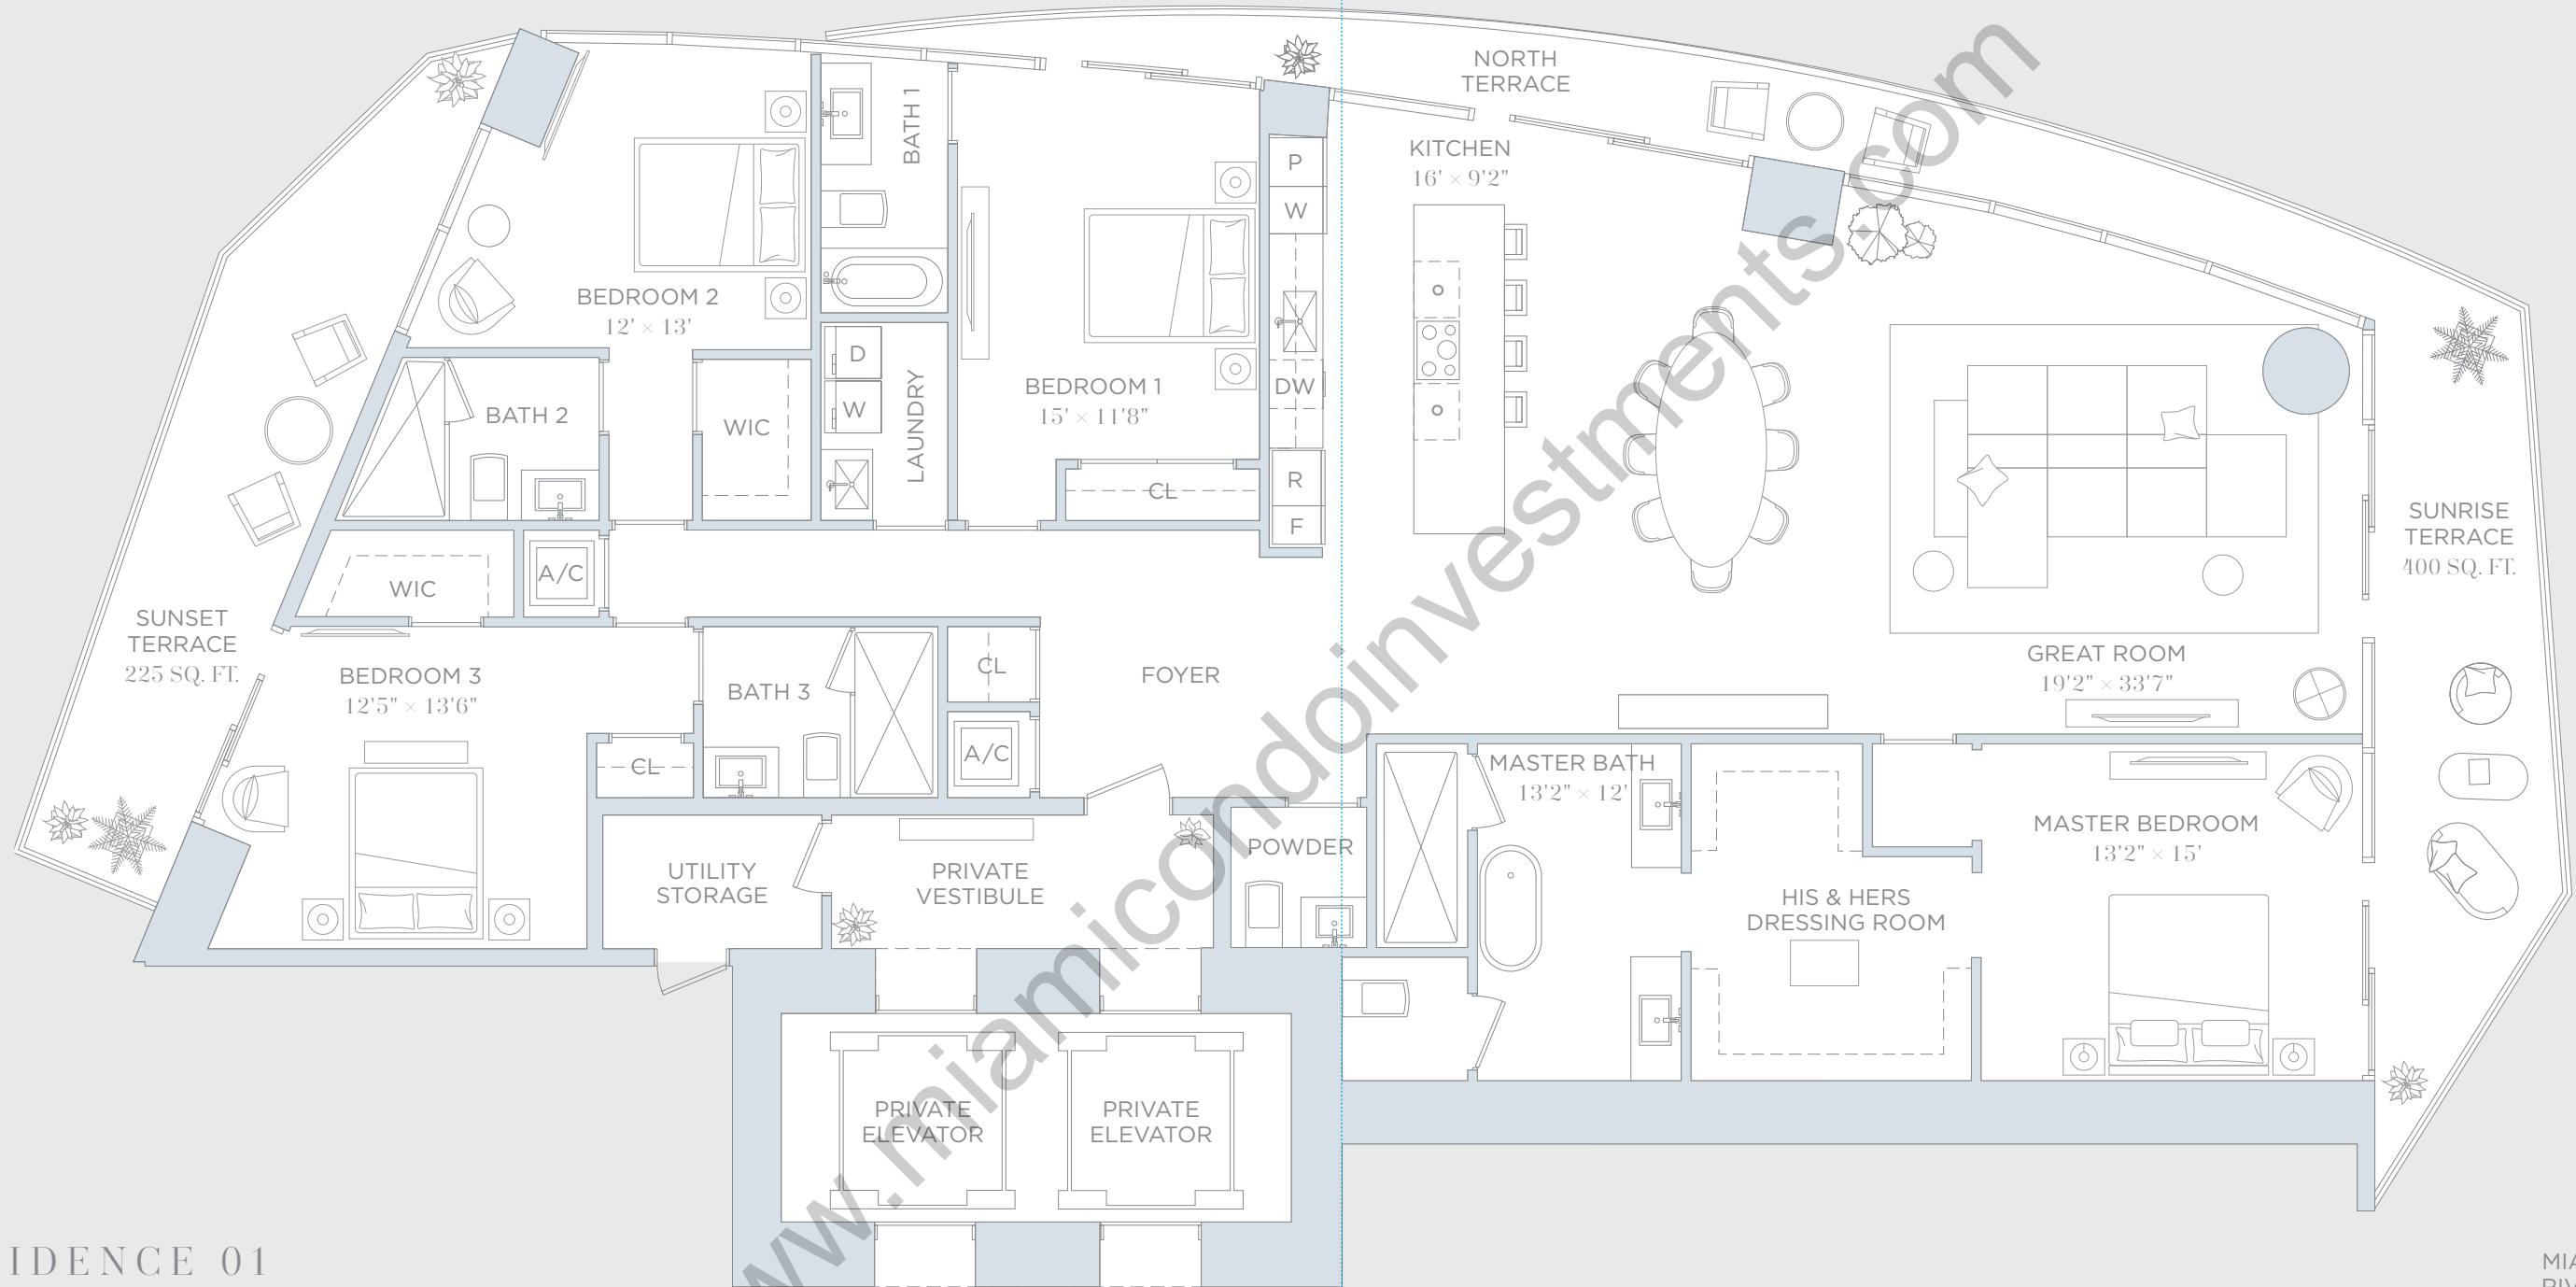 NORTH
TERRACE
KITCHEN
16' × 9'2"
BATH 1
P
W
BEDROOM 2
12' × 13'
D
W
LAUNDRY
BEDROOM 1
15' × 11'8"
DW
BATH 2
WIC
CL
R
F
SUNRISE
TERRACE
400 SQ. FT.
WIC
A/C
SUNSET
TERRACE
225 SQ. FT.
BEDROOM 3
12'5" × 13'6"
BATH 3
CL
FOYER
GREAT ROOM
19'2" × 33'7"
CL
A/C
MASTER BATH
13'2" × 12'
MASTER BEDROOM
13'2" × 15'
POWDER
UTILITY
STORAGE
PRIVATE
VESTIBULE
HIS & HERS
DRESSING ROOM
PRIVATE
ELEVATOR
PRIVATE
ELEVATOR
IDENCE 01
MIA
RIV
ww.miamicondoinvestments.com